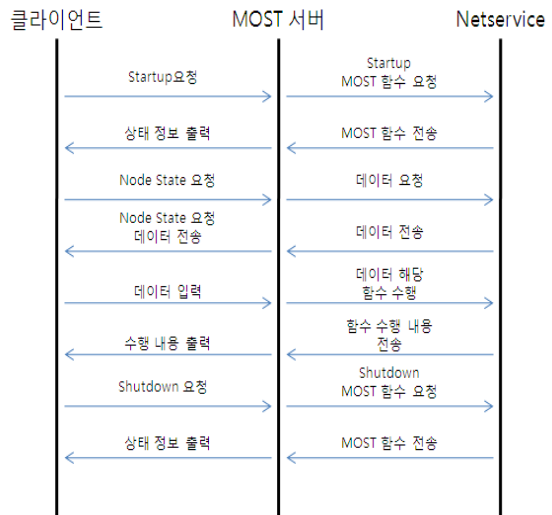 클라이언트
MOST 서버
Netservice
Startup요청
Startup
MOST 함수 요청
상태 정보 출력
MOST 함수 전송
Node State 요청
데이터 요청
Node State 요청
데이터 전송
데이터 전송
데이터 입력
데이터 해당
함수 수행
수행 내용 출력
함수 수행 내용
전송
Shutdown 요청
Shutdown
MOST 함수 요청
상태 정보 출력
MOST 함수 전송